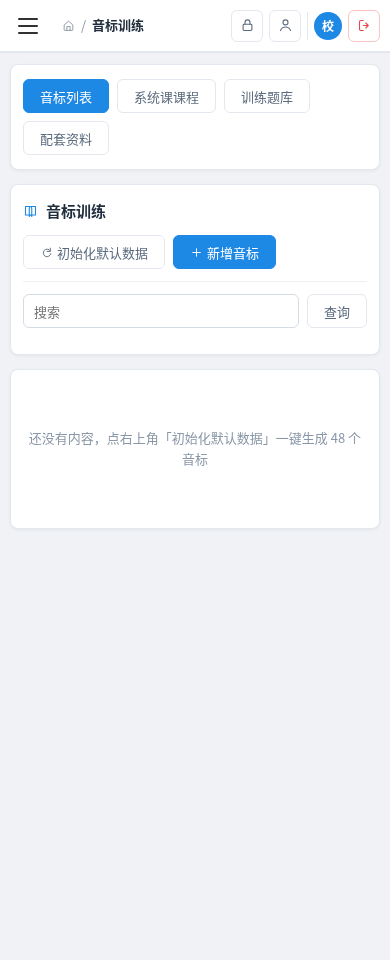 / 音标训练
校
音标列表
系统课课程
训练题库
配套资料
音标训练
初始化默认数据
新增音标
搜索
查询
还没有内容，点右上角「初始化默认数据」一键生成 48 个
音标